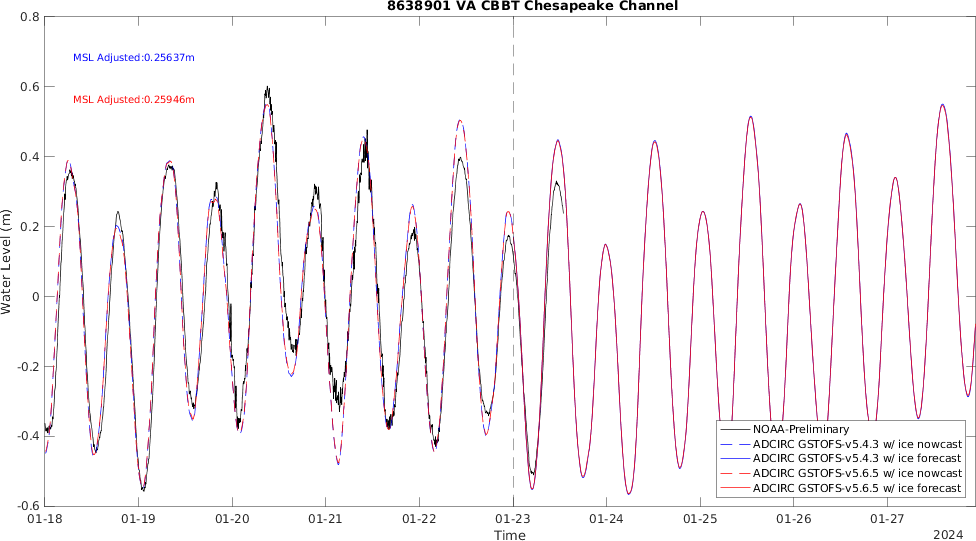 8638901 VA CBBT Chesapeake Channel
0.8
MSL Adjusted:0.25637m
0.6
MSL Adjusted:0.25946m
0.4
0.2
Water Level (m)
0
-0.2
-0.4
-0.6
NOAA-Preliminary
ADCIRC GSTOFS-v5.4.3 w/ ice nowcast
ADCIRC GSTOFS-v5.4.3 w/ ice forecast
ADCIRC GSTOFS-v5.6.5 w/ ice nowcast
ADCIRC GSTOFS-v5.6.5 w/ ice forecast
01-18 01-19 01-20 01-21 01-22 01-23 01-24 01-25 01-26 01-27
Time 2024